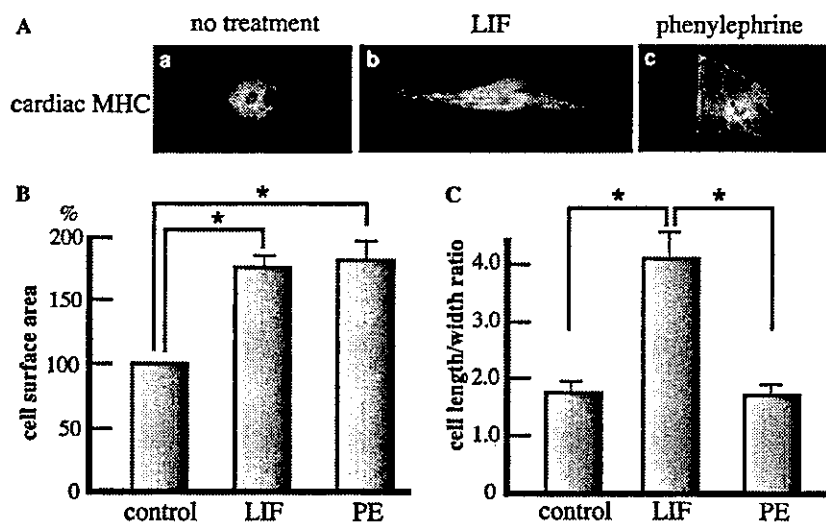 A no treatment LIF phenylephrine
a b c
cardiac MHC
B
%
*
*
200
150
100
50
0
cell surface area
control LIF PE
C
* *
4.0
3.0
2.0
1.0
0
cell length/width ratio
control LIF PE